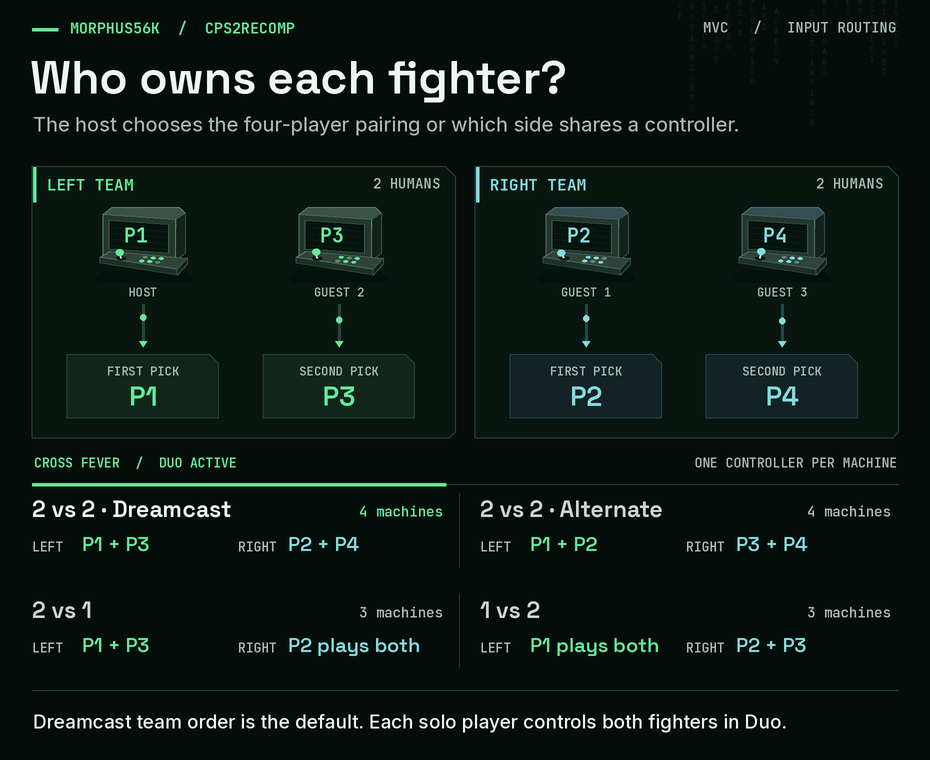 MORPHUS56K / CPS2RECOMP
MVC / INPUT ROUTING
Who owns each fighter?
The host chooses the four-player pairing or which side shares a controller.
LEFT TEAM
2 HUMANS
P1
P3
HOST
GUEST 2
FIRST PICK
SECOND PICK
P1
P3
RIGHT TEAM
2 HUMANS
P2
P4
GUEST 1
GUEST 3
FIRST PICK
SECOND PICK
P2
P4
CROSS FEVER / DUO ACTIVE
ONE CONTROLLER PER MACHINE
2 vs 2 · Dreamcast
4 machines
LEFT P1 + P3
RIGHT P2 + P4
2 vs 2 · Alternate
4 machines
LEFT P1 + P2
RIGHT P3 + P4
2 vs 1
3 machines
LEFT P1 + P3
RIGHT P2 plays both
1 vs 2
3 machines
LEFT P1 plays both
RIGHT P2 + P3
Dreamcast team order is the default. Each solo player controls both fighters in Duo.